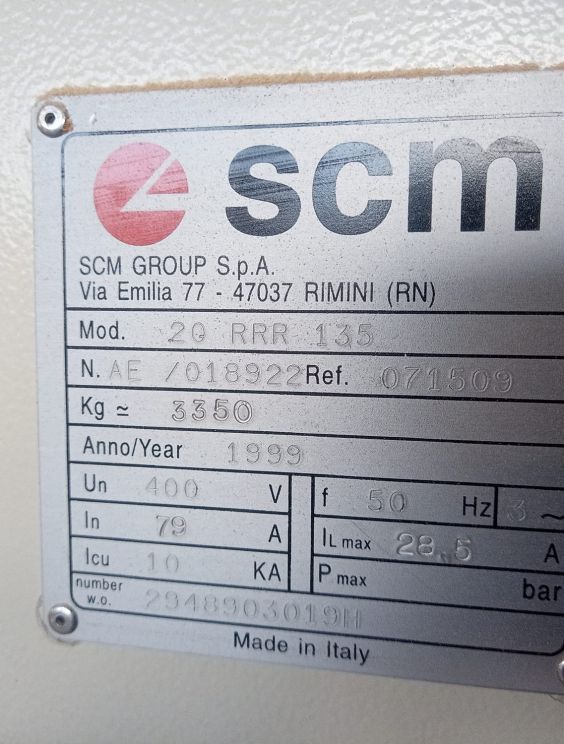 scm
SCM GROUP S.p.A.
Via Emilia 77 - 47037 RIMINI (RN)
Mod. 2Q RRR 135
N. AE /018922 Ref. 071509
Kg ≃ 3350
Anno/Year 1999
Un 400 V f 50 Hz 3 ~
In 79 A IL max 28.5 A
Icu 10 KA P max bar
number
w.o. 2948903019H
Made in Italy